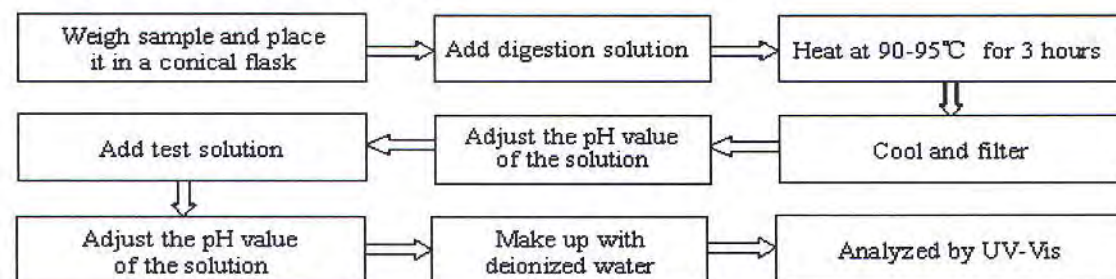 Weigh sample and place
it in a conical flask
Add digestion solution
Heat at 90-95℃ for 3 hours
Cool and filter
Adjust the pH value
of the solution
Add test solution
Adjust the pH value
of the solution
Make up with
deionized water
Analyzed by UV-Vis